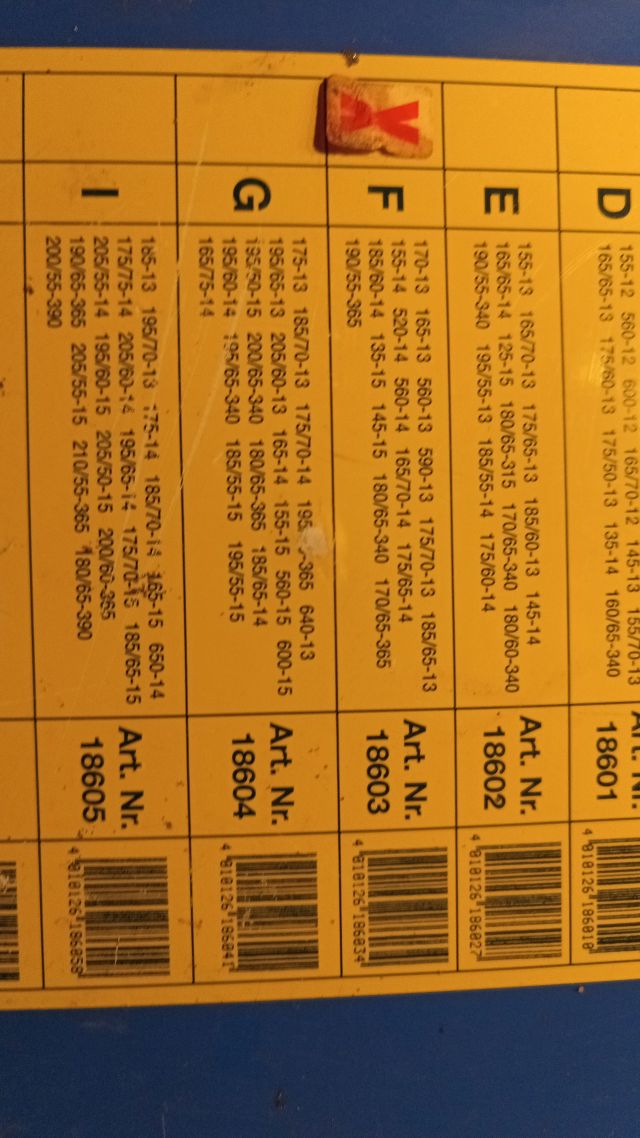 D
155-12 560-12 600-12 165/70-12 145-13 155/70-13
165/65-13 175/60-13 175/50-13 135-14 160/65-340
Art. Nr.
18601
4 010126 186010
E
155-13 165/70-13 175/65-13 185/60-13 145-14
165/65-14 125-15 180/65-315 170/65-340 180/60-340
190/55-340 195/55-13 185/55-14 175/60-14
Art. Nr.
18602
4 010126 186027
X
F
170-13 165-13 560-13 590-13 175/70-13 185/65-13
155-14 520-14 560-14 165/70-14 175/65-14
185/60-14 135-15 145-15 180/65-340 170/65-365
190/55-365
Art. Nr.
18603
4 010126 186034
G
175-13 185/70-13 175/70-14 640-13
195/65-13 205/60-13 165-14 155-15 560-15 600-15
195/50-15 200/65-340 180/65-365 185/65-14
195/60-14 195/65-340 185/55-15 195/55-15
165/75-14
Art. Nr.
18604
4 010126 186041
I
185-13 195/70-13 175-14 185/70-14 165-15 650-14
175/75-14 205/60-14 195/65-14 175/70-15 185/65-15
205/55-14 195/60-15 205/50-15 200/60-365
190/65-365 205/55-15 210/55-365 180/65-390
200/55-390
Art. Nr.
18605
4 010126 186058